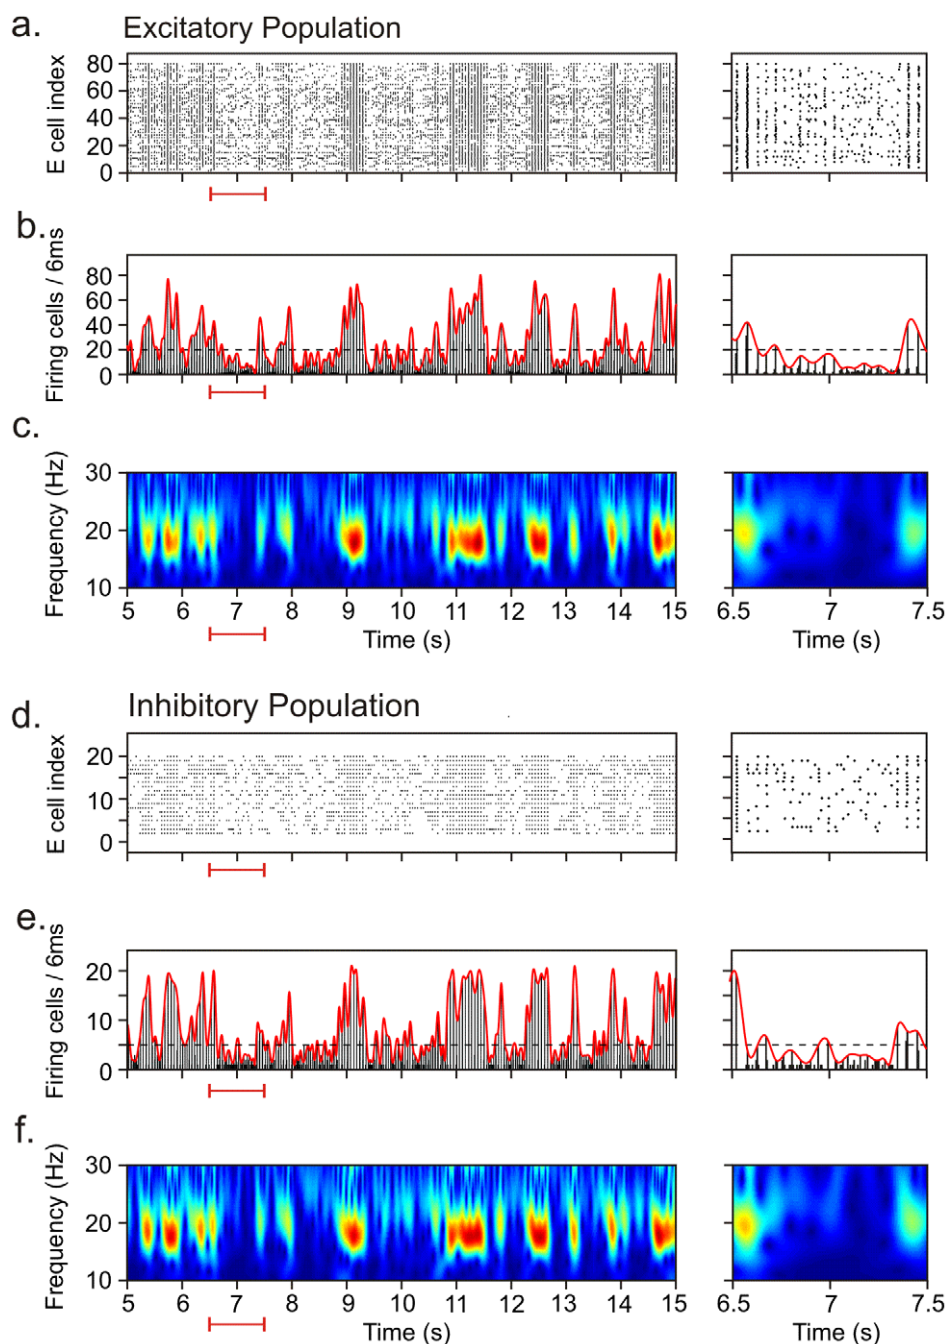 a. Excitatory Population
E cell index
80
60
40
20
0
b.
Firing cells / 6ms
80
60
40
20
0
c.
Frequency (Hz)
30
20
10
5 6 7 8 9 10 11 12 13 14 15
Time (s)
6.5 7 7.5
Time (s)
d. Inhibitory Population
E cell index
20
10
0
e.
Firing cells / 6ms
20
10
0
f.
Frequency (Hz)
30
20
10
5 6 7 8 9 10 11 12 13 14 15
Time (s)
6.5 7 7.5
Time (s)